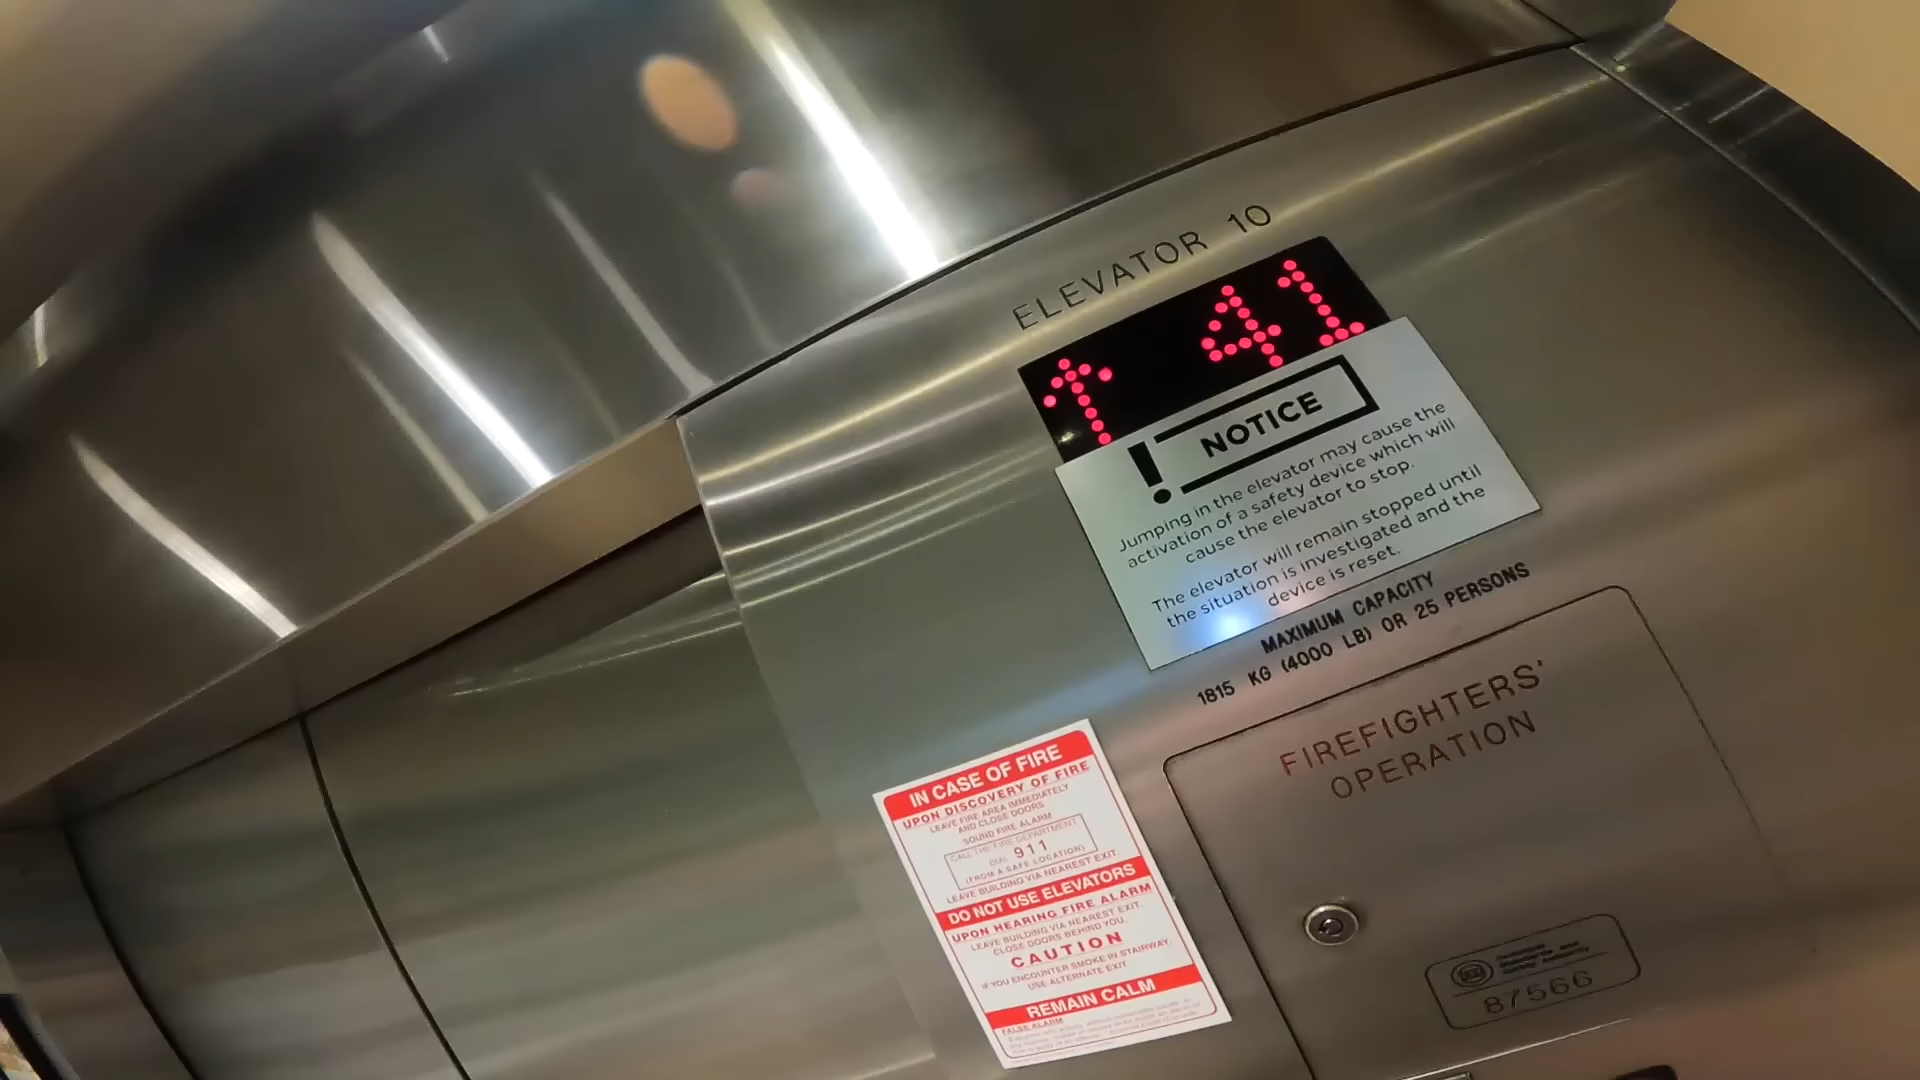 ELEVATOR 10
↑ 41
! NOTICE
Jumping in the elevator may cause the
activation of a safety device which will
cause the elevator to stop.
The elevator will remain stopped until
the situation is investigated and the
device is reset.
MAXIMUM CAPACITY
1815 KG (4000 LB) OR 25 PERSONS
FIREFIGHTERS'
OPERATION
IN CASE OF FIRE
UPON DISCOVERY OF FIRE
LEAVE FIRE AREA IMMEDIATELY
AND CLOSE DOORS
SOUND FIRE ALARM
CALL THE FIRE DEPARTMENT
DIAL 911
(FROM A SAFE LOCATION)
LEAVE BUILDING VIA NEAREST EXIT.
DO NOT USE ELEVATORS
UPON HEARING FIRE ALARM
LEAVE BUILDING VIA NEAREST EXIT.
CLOSE DOORS BEHIND YOU.
CAUTION
IF YOU ENCOUNTER SMOKE IN STAIRWAY,
USE ALTERNATE EXIT
REMAIN CALM
FALSE ALARM
87566